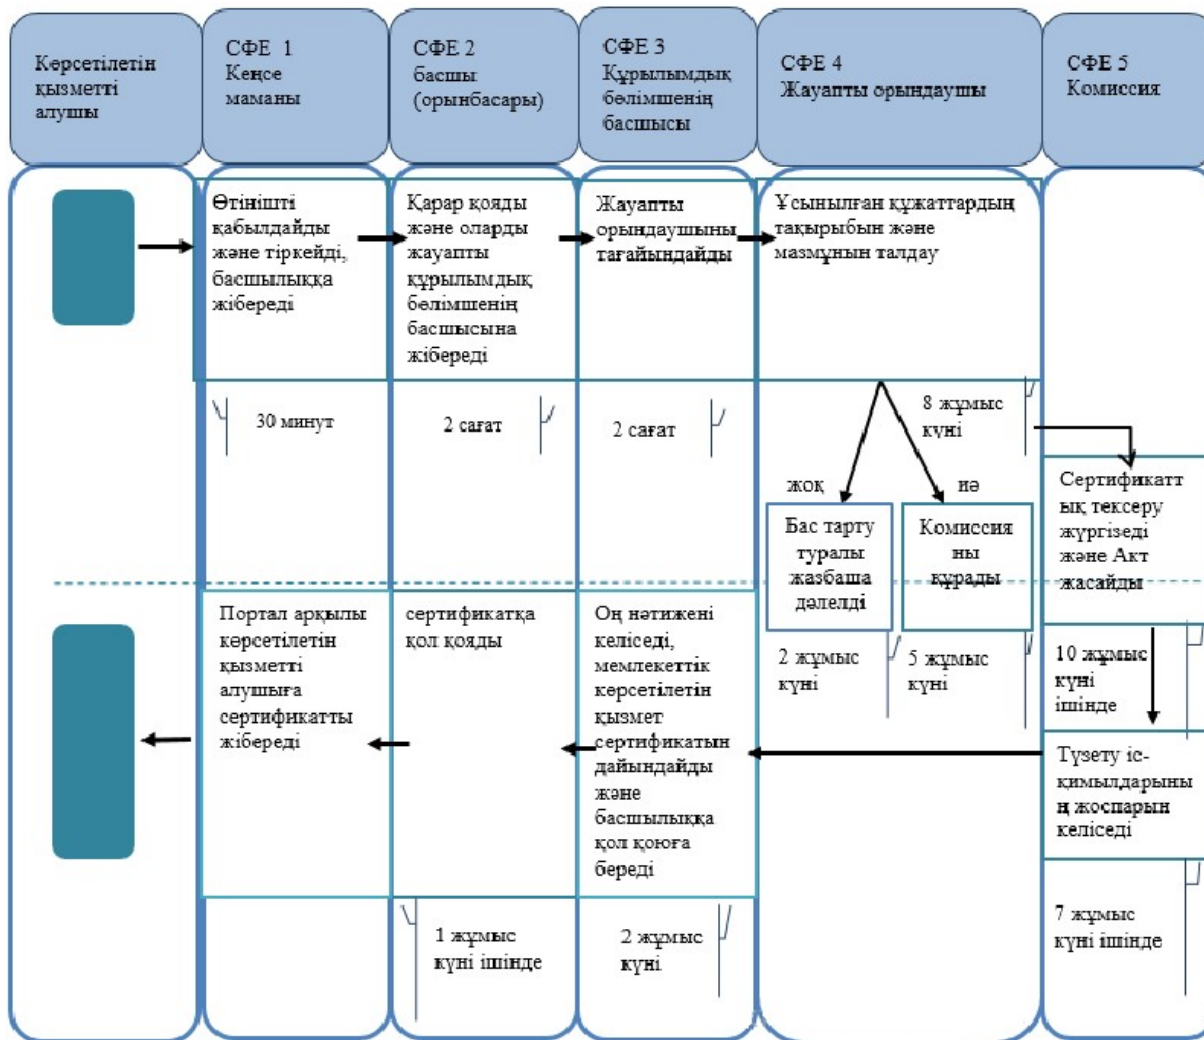 Көрсетілетін
қызметті
алушы
СФЕ 1
Кеңсе
маманы
СФЕ 2
басшы
(орынбасары)
СФЕ 3
Құрылымдық
бөлімшенің
басшысы
СФЕ 4
Жауапты орындаушы
СФЕ 5
Комиссия
Өтінішті
қабылдайды
және тіркейді,
басшылыққа
жібереді
Қарар қояды
және оларды
жауапты
құрылымдық
бөлімшенің
басшысына
жібереді
Жауапты
орындаушыны
тағайындайды
Ұсынылған құжаттардың
тақырыбын және
мазмұнын талдау
30 минут
2 сағат
2 сағат
8 жұмыс
күні
жоқ
иә
Бас тарту
туралы
жазбаша
дәлелді
Комиссия
ны
құрады
Сертификатт
ық тексеру
жүргізеді
және Акт
жасайды
2 жұмыс
күні
5 жұмыс
күні
10 жұмыс
күні
ішінде
Портал арқылы
көрсетілетін
қызметті
алушыға
сертификатты
жібереді
сертификатқа
қол қояды
Оң нәтижені
келіседі,
мемлекеттік
көрсетілетін
қызмет
сертификатын
дайындайды
және
басшылыққа
қол қоюға
береді
Түзету іс-
қимылдарыны
ң жоспарын
келіседі
1 жұмыс
күні ішінде
2 жұмыс
күні
7 жұмыс
күні ішінде